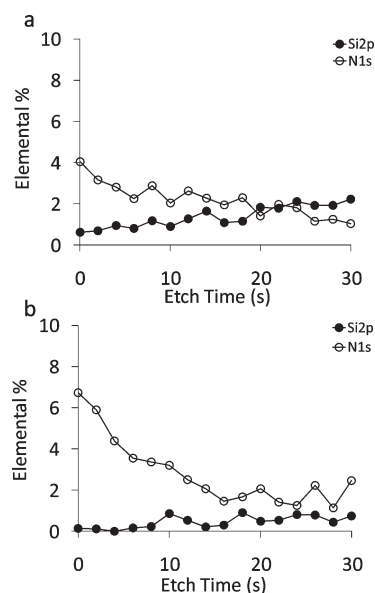 a
10
8
6
4
2
0
Elemental %
Si2p
N1s
0 10 20 30
Etch Time (s)
b
10
8
6
4
2
0
Elemental %
Si2p
N1s
0 10 20 30
Etch Time (s)